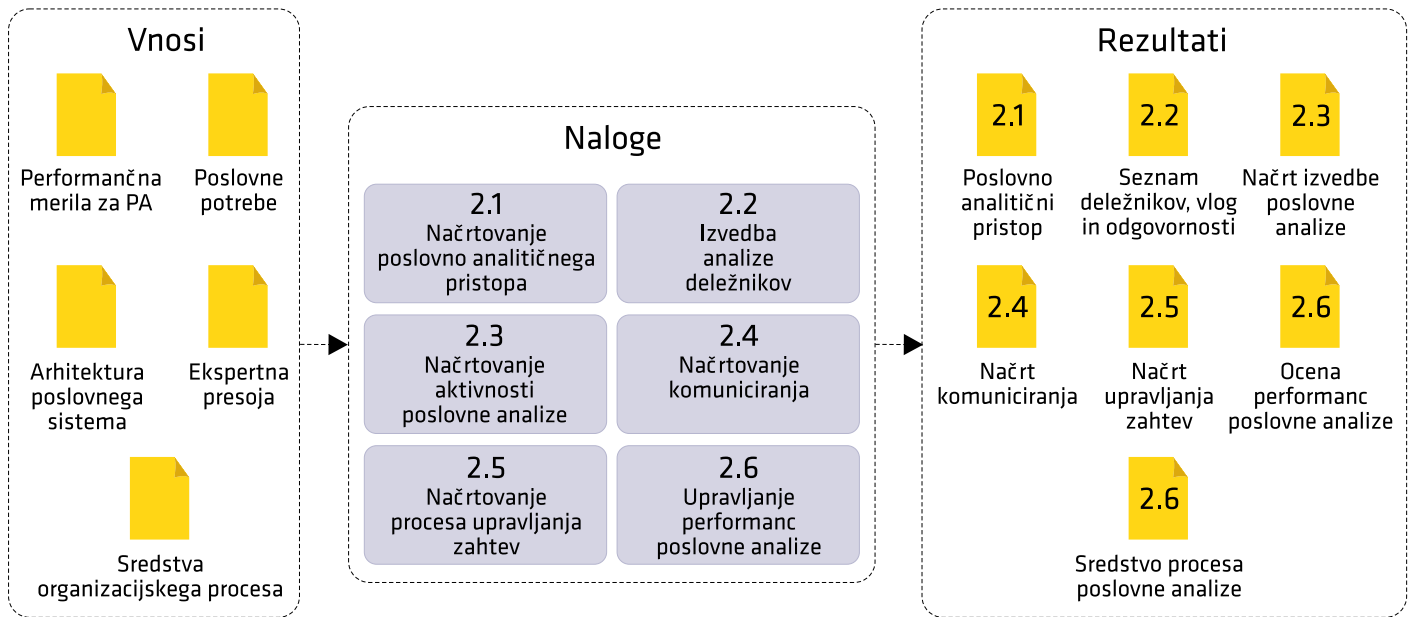 Vnosi
Performančna
merila za PA
Poslovne
potrebe
Arhitektura
poslovnega
sistema
Ekspertna
presoja
Sredstva
organizacijskega procesa
Naloge
2.1
Načrtovanje
poslovno analitičnega
pristopa
2.2
Izvedba
analize
deležnikov
2.3
Načrtovanje
aktivnosti
poslovne analize
2.4
Načrtovanje
komuniciranja
2.5
Načrtovanje
procesa upravljanja
zahtev
2.6
Upravljanje
performanc
poslovne analize
Rezultati
2.1
Poslovno
analitični
pristop
2.2
Seznam
deležnikov, vlog
in odgovornosti
2.3
Načrt izvedbe
poslovne
analize
2.4
Načrt
komuniciranja
2.5
Načrt
upravljanja
zahtev
2.6
Ocena
performanc
poslovne analize
2.6
Sredstvo procesa
poslovne analize